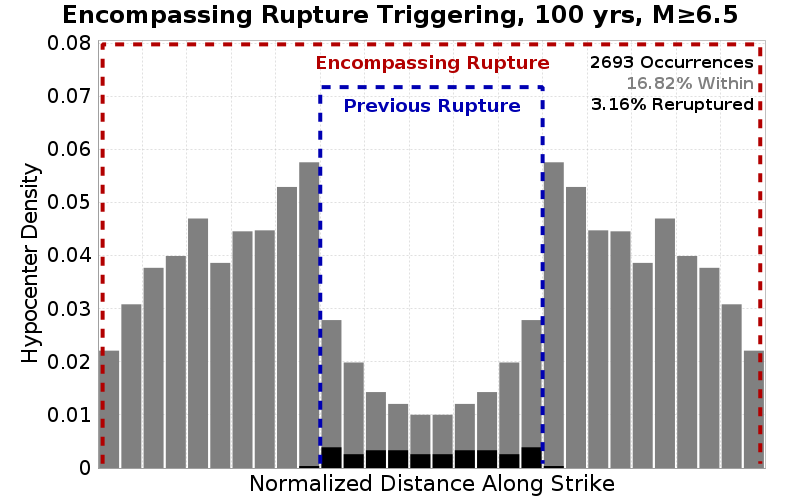 Encompassing Rupture Triggering, 100 yrs, M≥6.5
0.08
0.07
0.06
0.05
0.04
0.03
0.02
0.01
0
Hypocenter Density
Encompassing Rupture
Previous Rupture
2693 Occurrences
16.82% Within
3.16% Reruptured
Normalized Distance Along Strike